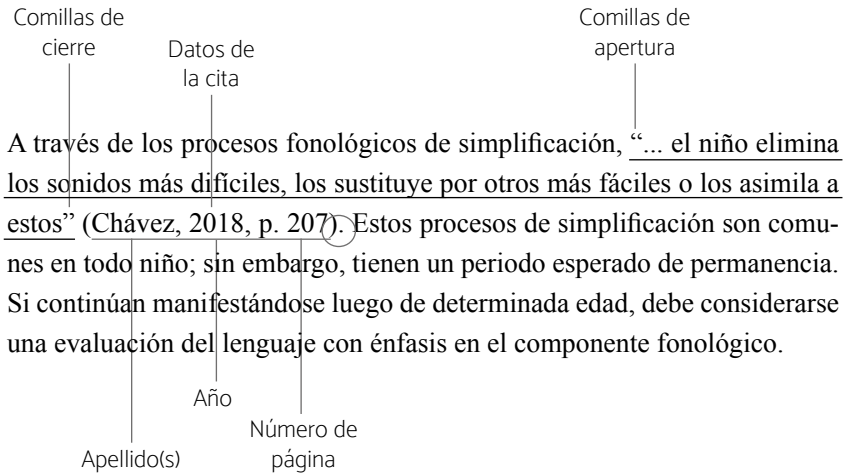 Comillas de
cierre
Datos de
la cita
Comillas de
apertura
A través de los procesos fonológicos de simplificación, “... el niño elimina
los sonidos más difíciles, los sustituye por otros más fáciles o los asimila a
estos” (Chávez, 2018, p. 207). Estos procesos de simplificación son comu-
nes en todo niño; sin embargo, tienen un periodo esperado de permanencia.
Si continúan manifestándose luego de determinada edad, debe considerarse
una evaluación del lenguaje con énfasis en el componente fonológico.
Año
Número de
página
Apellido(s)